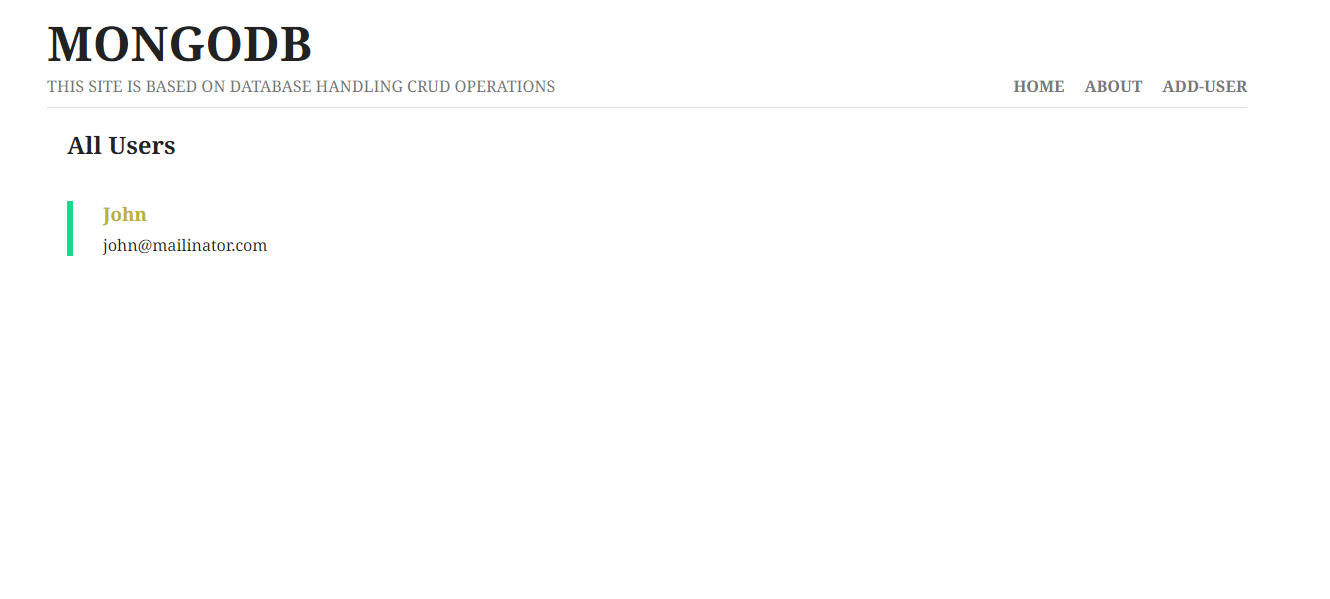 MONGODB
THIS SITE IS BASED ON DATABASE HANDLING CRUD OPERATIONS
HOME ABOUT ADD-USER
All Users
John
john@mailinator.com